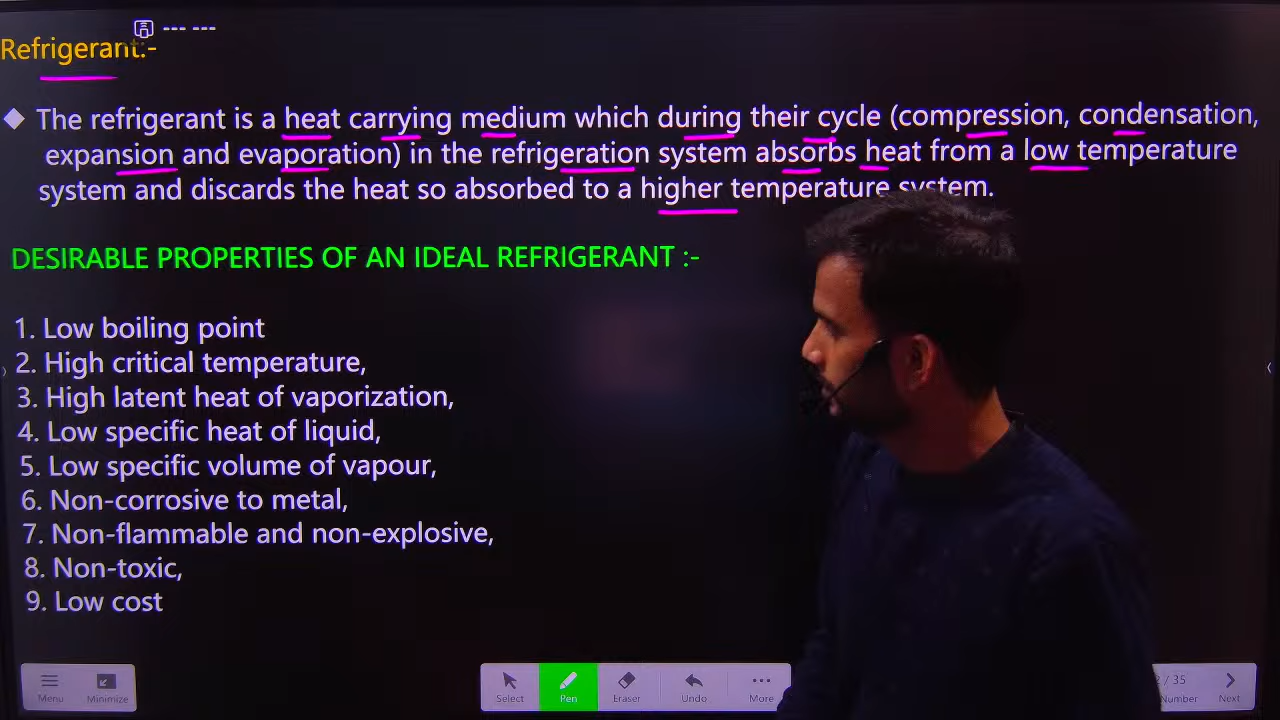 --- ---
Refrigerant:-
◆ The refrigerant is a heat carrying medium which during their cycle (compression, condensation,
expansion and evaporation) in the refrigeration system absorbs heat from a low temperature
system and discards the heat so absorbed to a higher temperature system.
DESIRABLE PROPERTIES OF AN IDEAL REFRIGERANT :-
1. Low boiling point
2. High critical temperature,
3. High latent heat of vaporization,
4. Low specific heat of liquid,
5. Low specific volume of vapour,
6. Non-corrosive to metal,
7. Non-flammable and non-explosive,
8. Non-toxic,
9. Low cost
Menu Minimize Select Pen Eraser Undo More / 35 Number Next